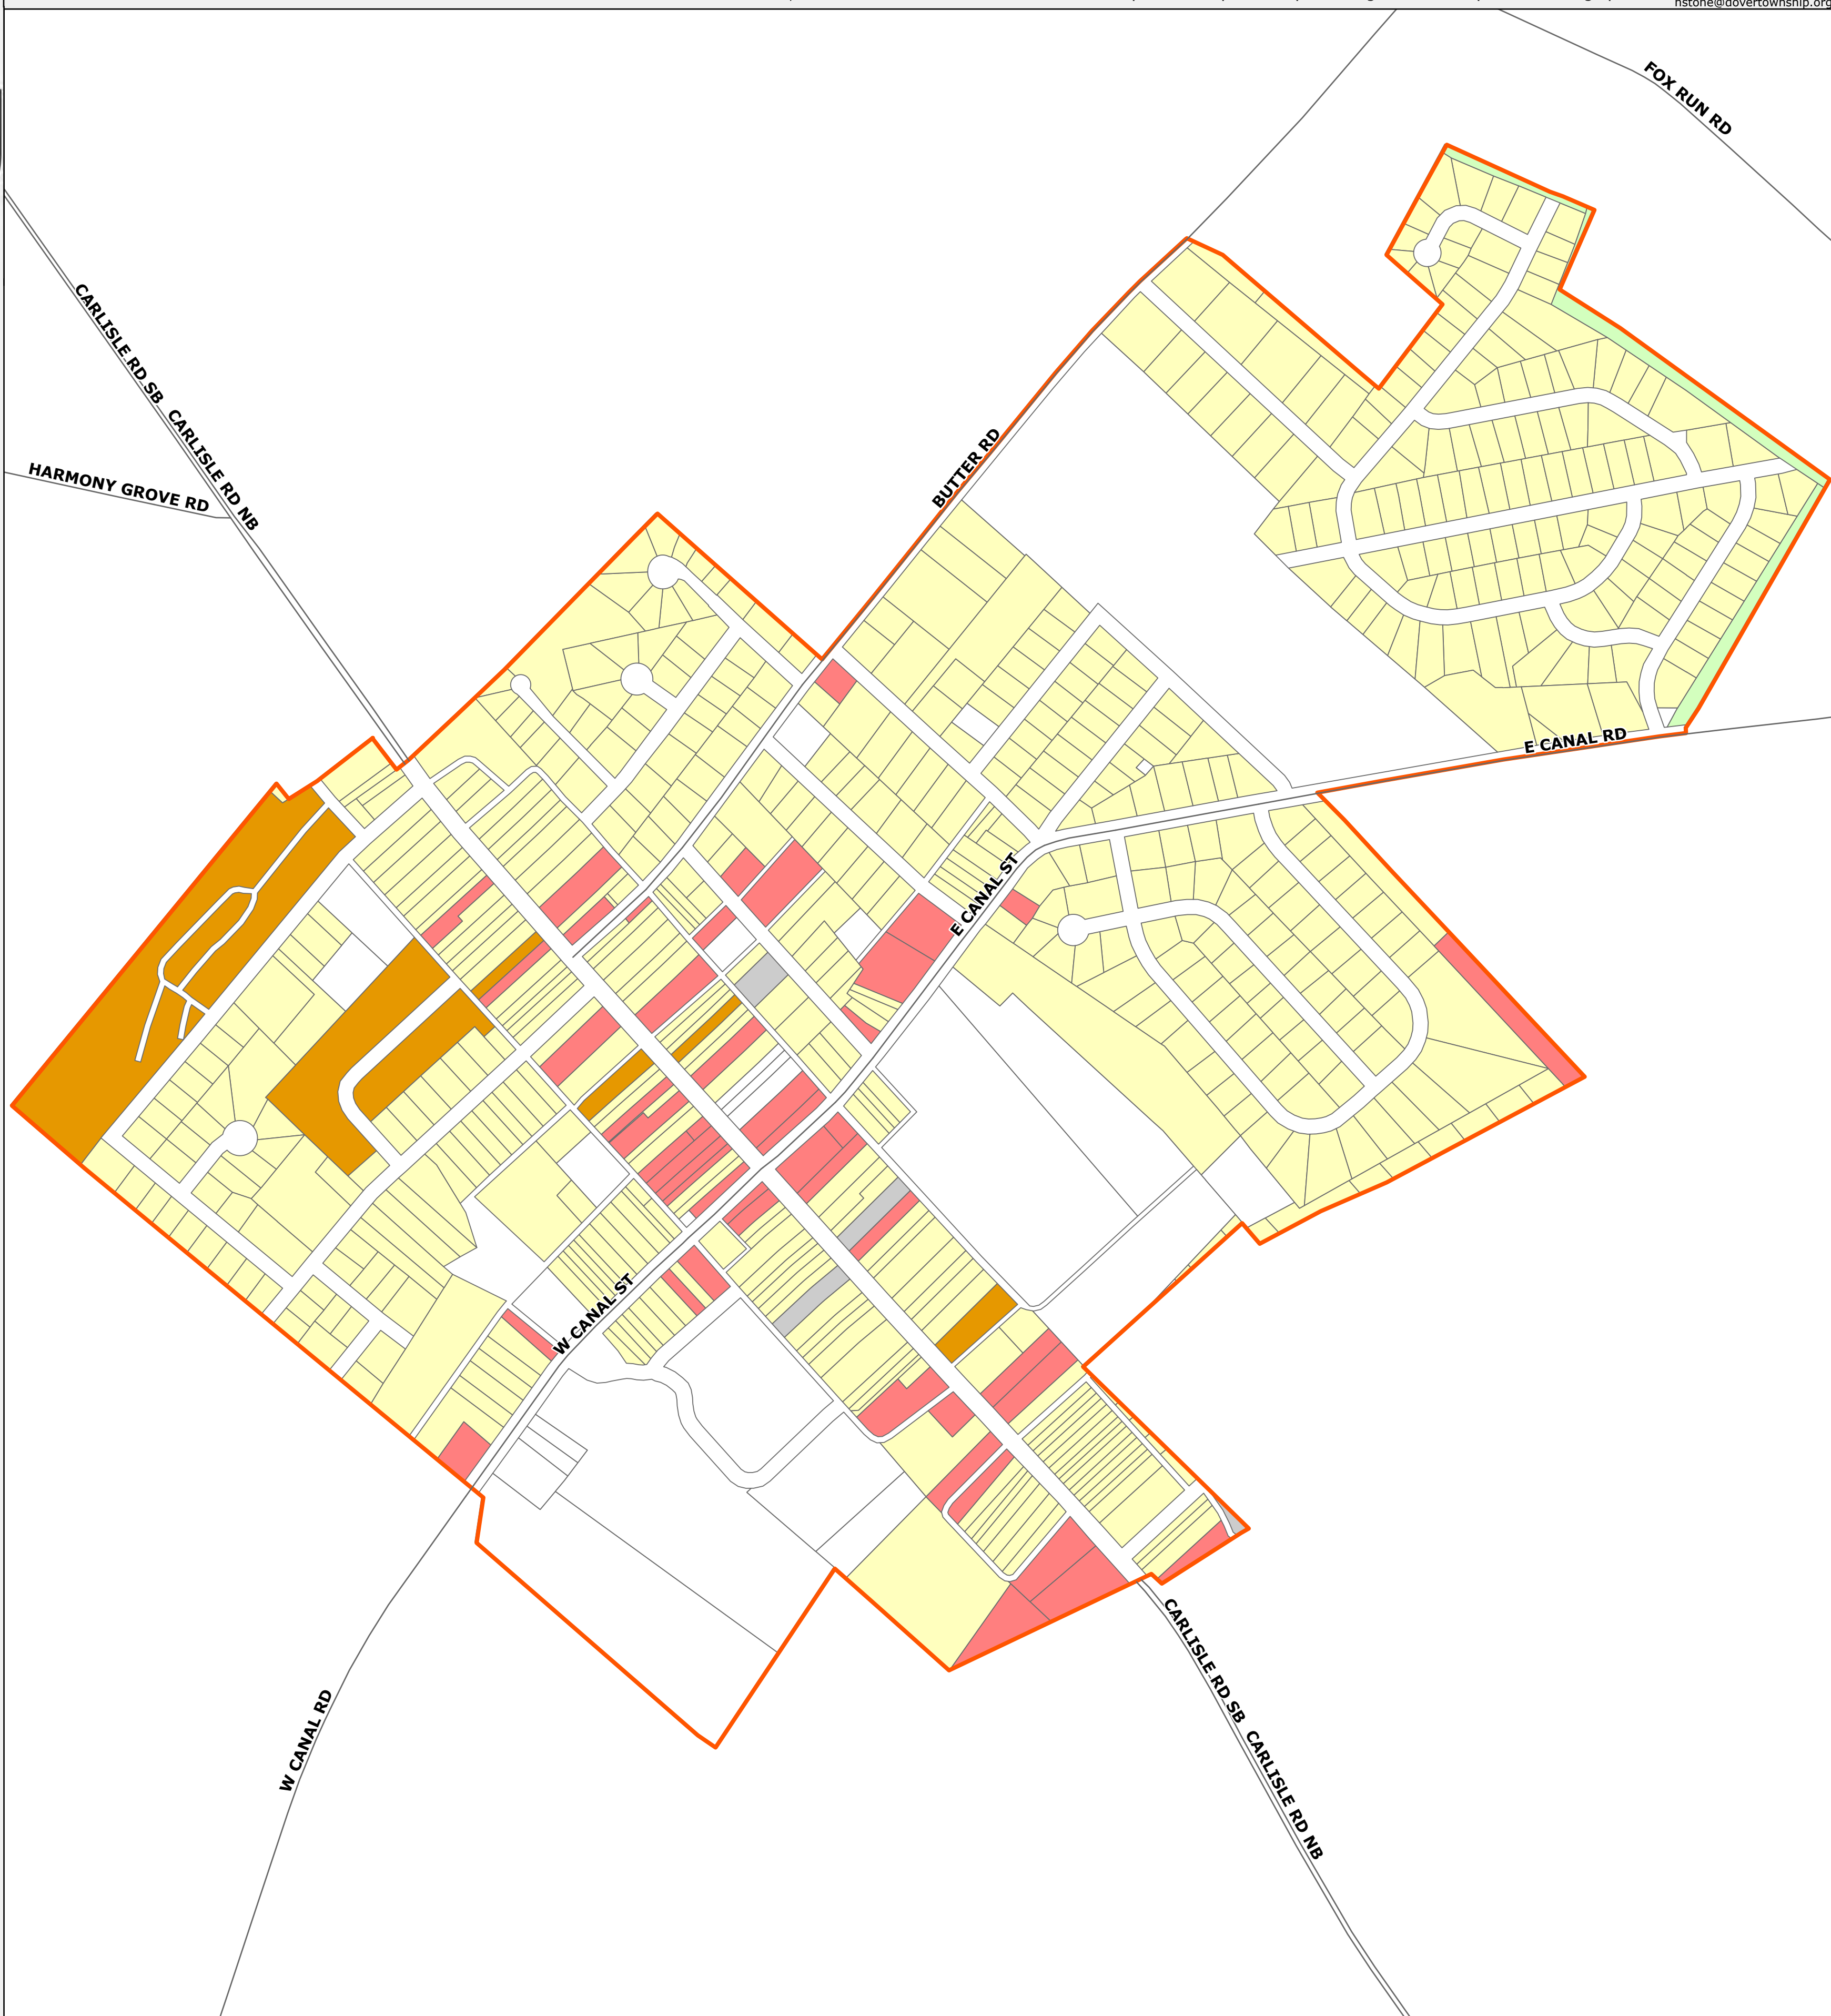 nstone@dovertownship.org
FOX RUN RD
CARLISLE RD SB
CARLISLE RD NB
HARMONY GROVE RD
BUTTER RD
E CANAL RD
E CANAL ST
W CANAL ST
CARLISLE RD SB
CARLISLE RD NB
W CANAL RD